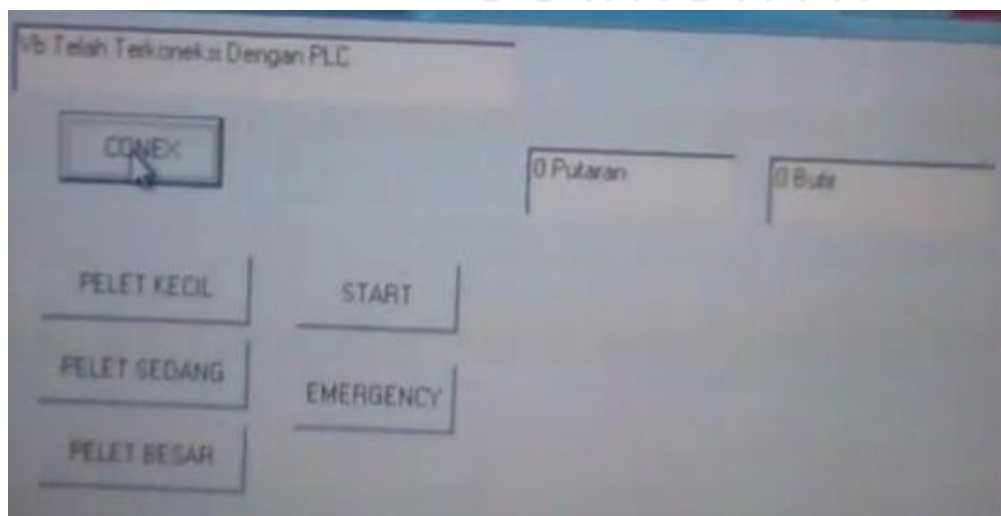 Vb Telah Terkoneksi Dengan PLC
CONEX
0 Putaran
0 Butir
PELET KECIL
START
PELET SEDANG
EMERGENCY
PELET BESAR